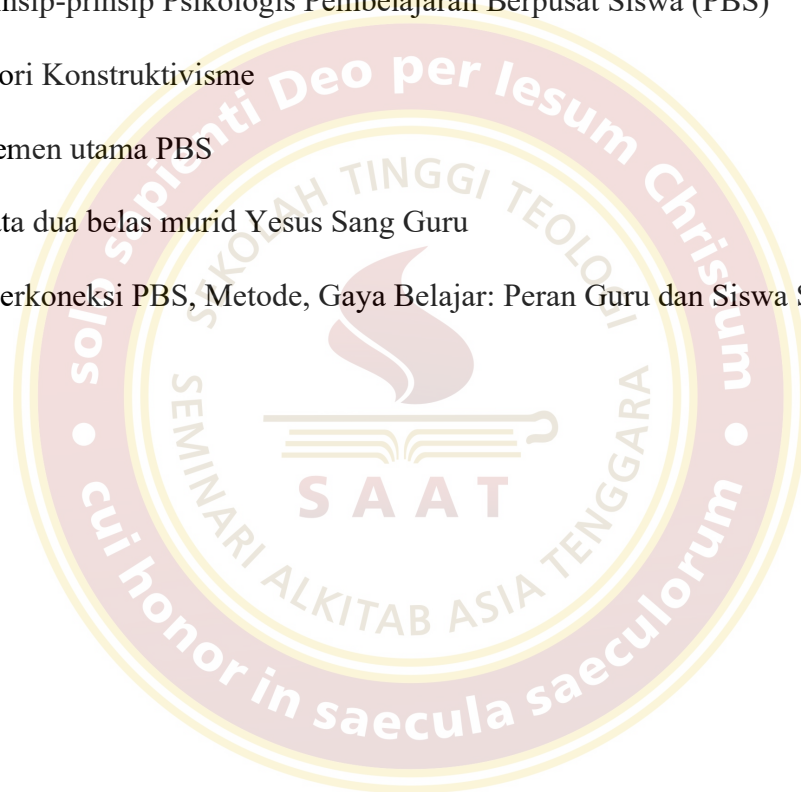 nsip-prinsip Psikologis Pembelajaran Berpusat Siswa (PBS)
ori Konstruktivisme
emen utama PBS
ta dua belas murid Yesus Sang Guru
erkoneksi PBS, Metode, Gaya Belajar: Peran Guru dan Siswa S
solo sapienti Deo per Iesum Christum
cui honor in saecula saeculorum
SEKOLAH TINGGI TEOLOGI
SEMINARI ALKITAB ASIA TENGGARA
SAAT